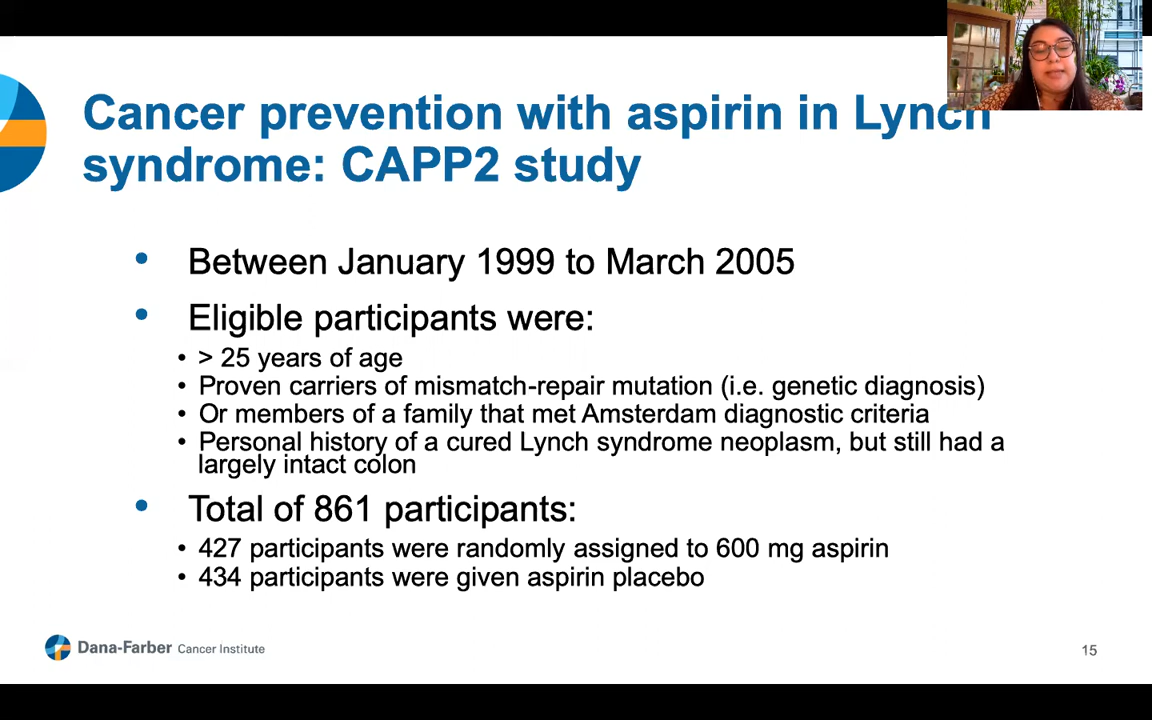 Cancer prevention with aspirin in Lynch
syndrome: CAPP2 study
• Between January 1999 to March 2005
• Eligible participants were:
• > 25 years of age
• Proven carriers of mismatch-repair mutation (i.e. genetic diagnosis)
• Or members of a family that met Amsterdam diagnostic criteria
• Personal history of a cured Lynch syndrome neoplasm, but still had a
largely intact colon
• Total of 861 participants:
• 427 participants were randomly assigned to 600 mg aspirin
• 434 participants were given aspirin placebo
Dana-Farber Cancer Institute
15